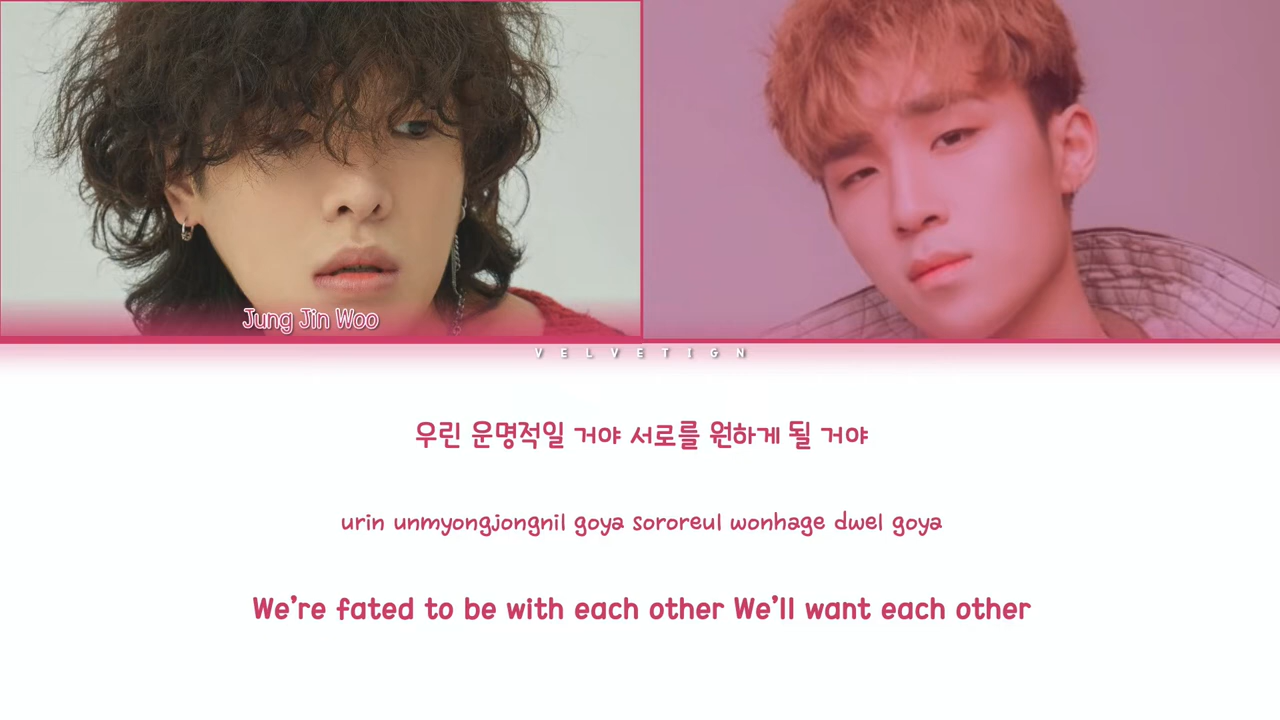 Jung Jin Woo
VELVETIGN
우린 운명적일 거야 서로를 원하게 될 거야
urin unmyongjongnil goya sororeul wonhage dwel goya
We're fated to be with each other We'll want each other